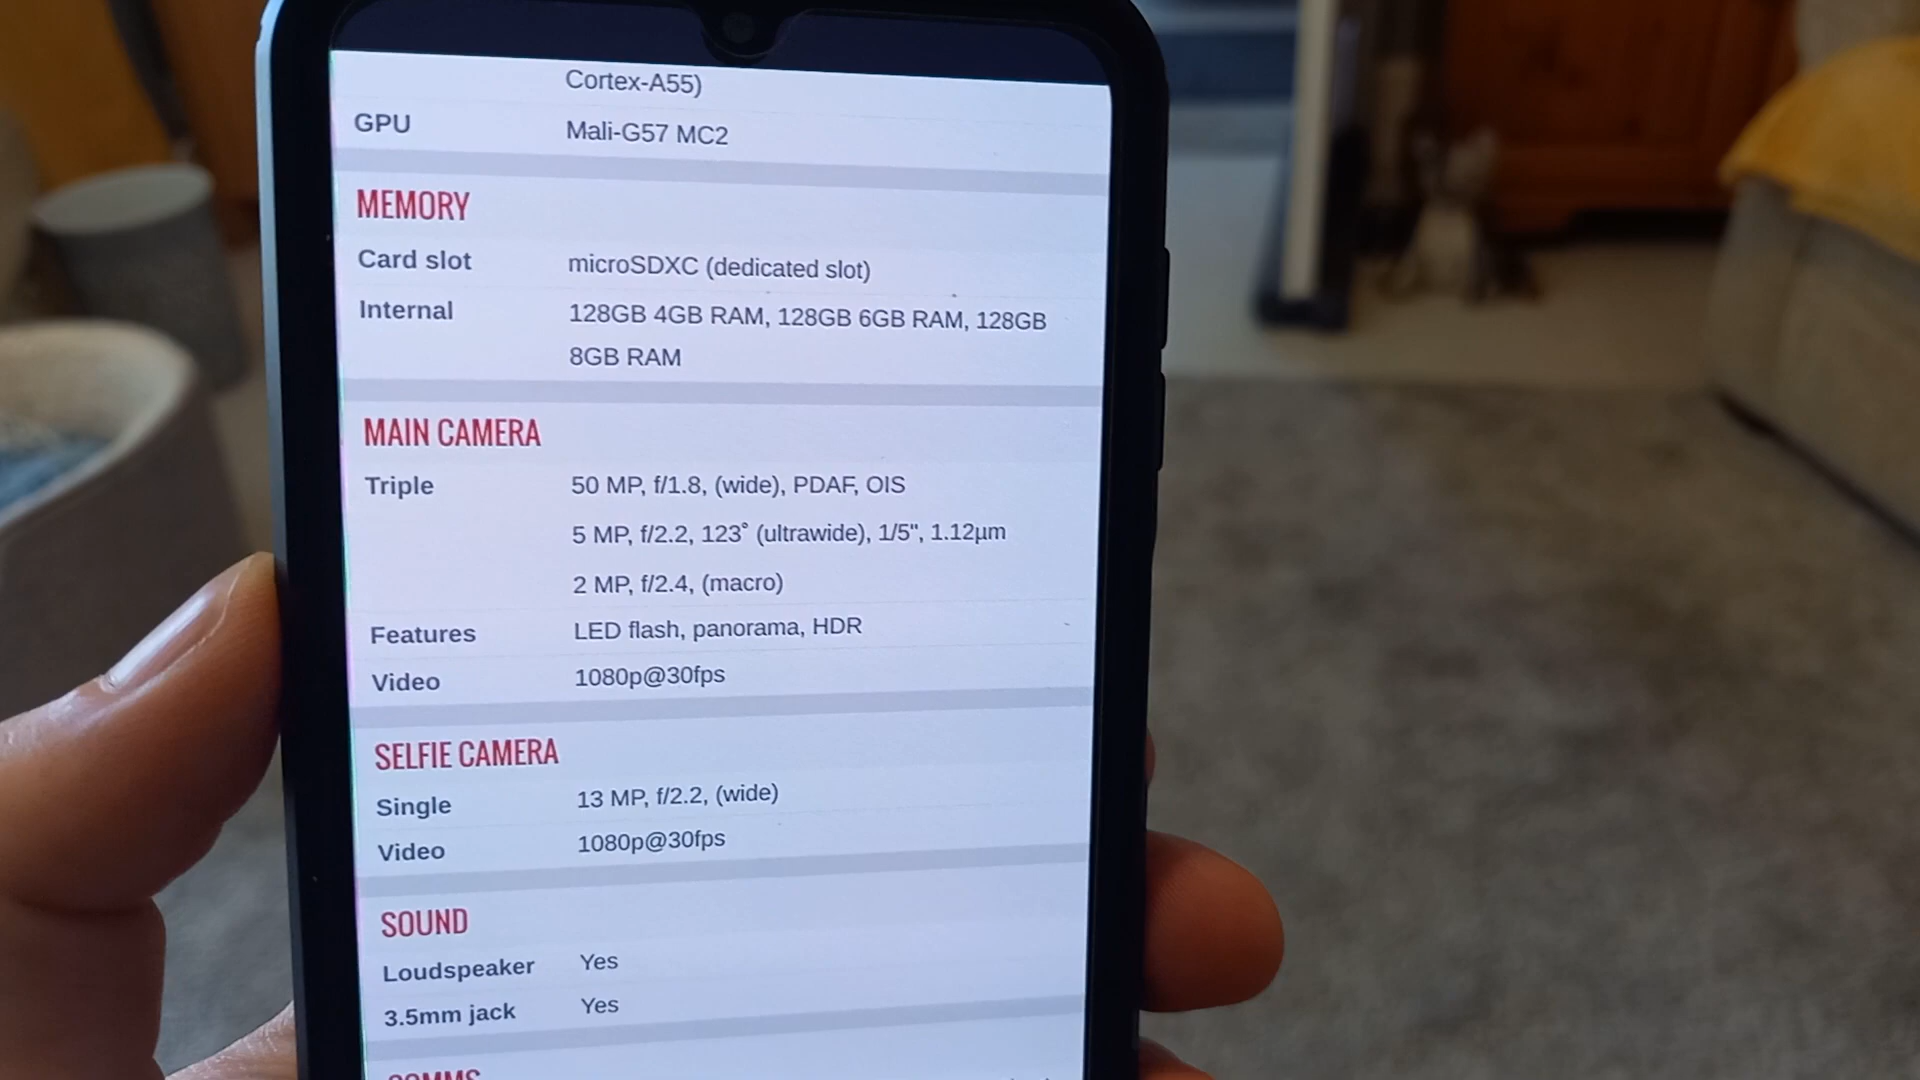 Cortex-A55)
GPU Mali-G57 MC2
MEMORY
Card slot microSDXC (dedicated slot)
Internal 128GB 4GB RAM, 128GB 6GB RAM, 128GB
8GB RAM
MAIN CAMERA
Triple 50 MP, f/1.8, (wide), PDAF, OIS
5 MP, f/2.2, 123˚ (ultrawide), 1/5", 1.12µm
2 MP, f/2.4, (macro)
Features LED flash, panorama, HDR
Video 1080p@30fps
SELFIE CAMERA
Single 13 MP, f/2.2, (wide)
Video 1080p@30fps
SOUND
Loudspeaker Yes
3.5mm jack Yes
COMMS